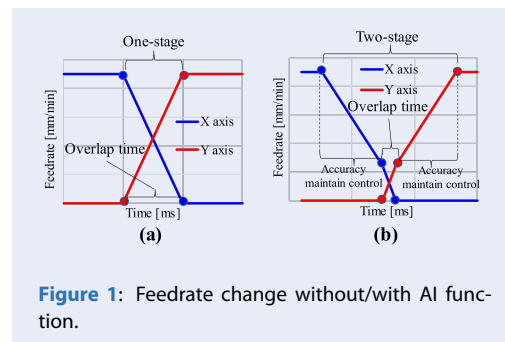 One-stage
Feedrate [mm/min]
X axis
Y axis
Overlap time
Time [ms]
(a)
Two-stage
Feedrate [mm/min]
X axis
Y axis
Overlap time
Accuracy
maintain control
Accuracy
maintain control
Time [ms]
(b)
Figure 1: Feedrate change without/with AI func-
tion.